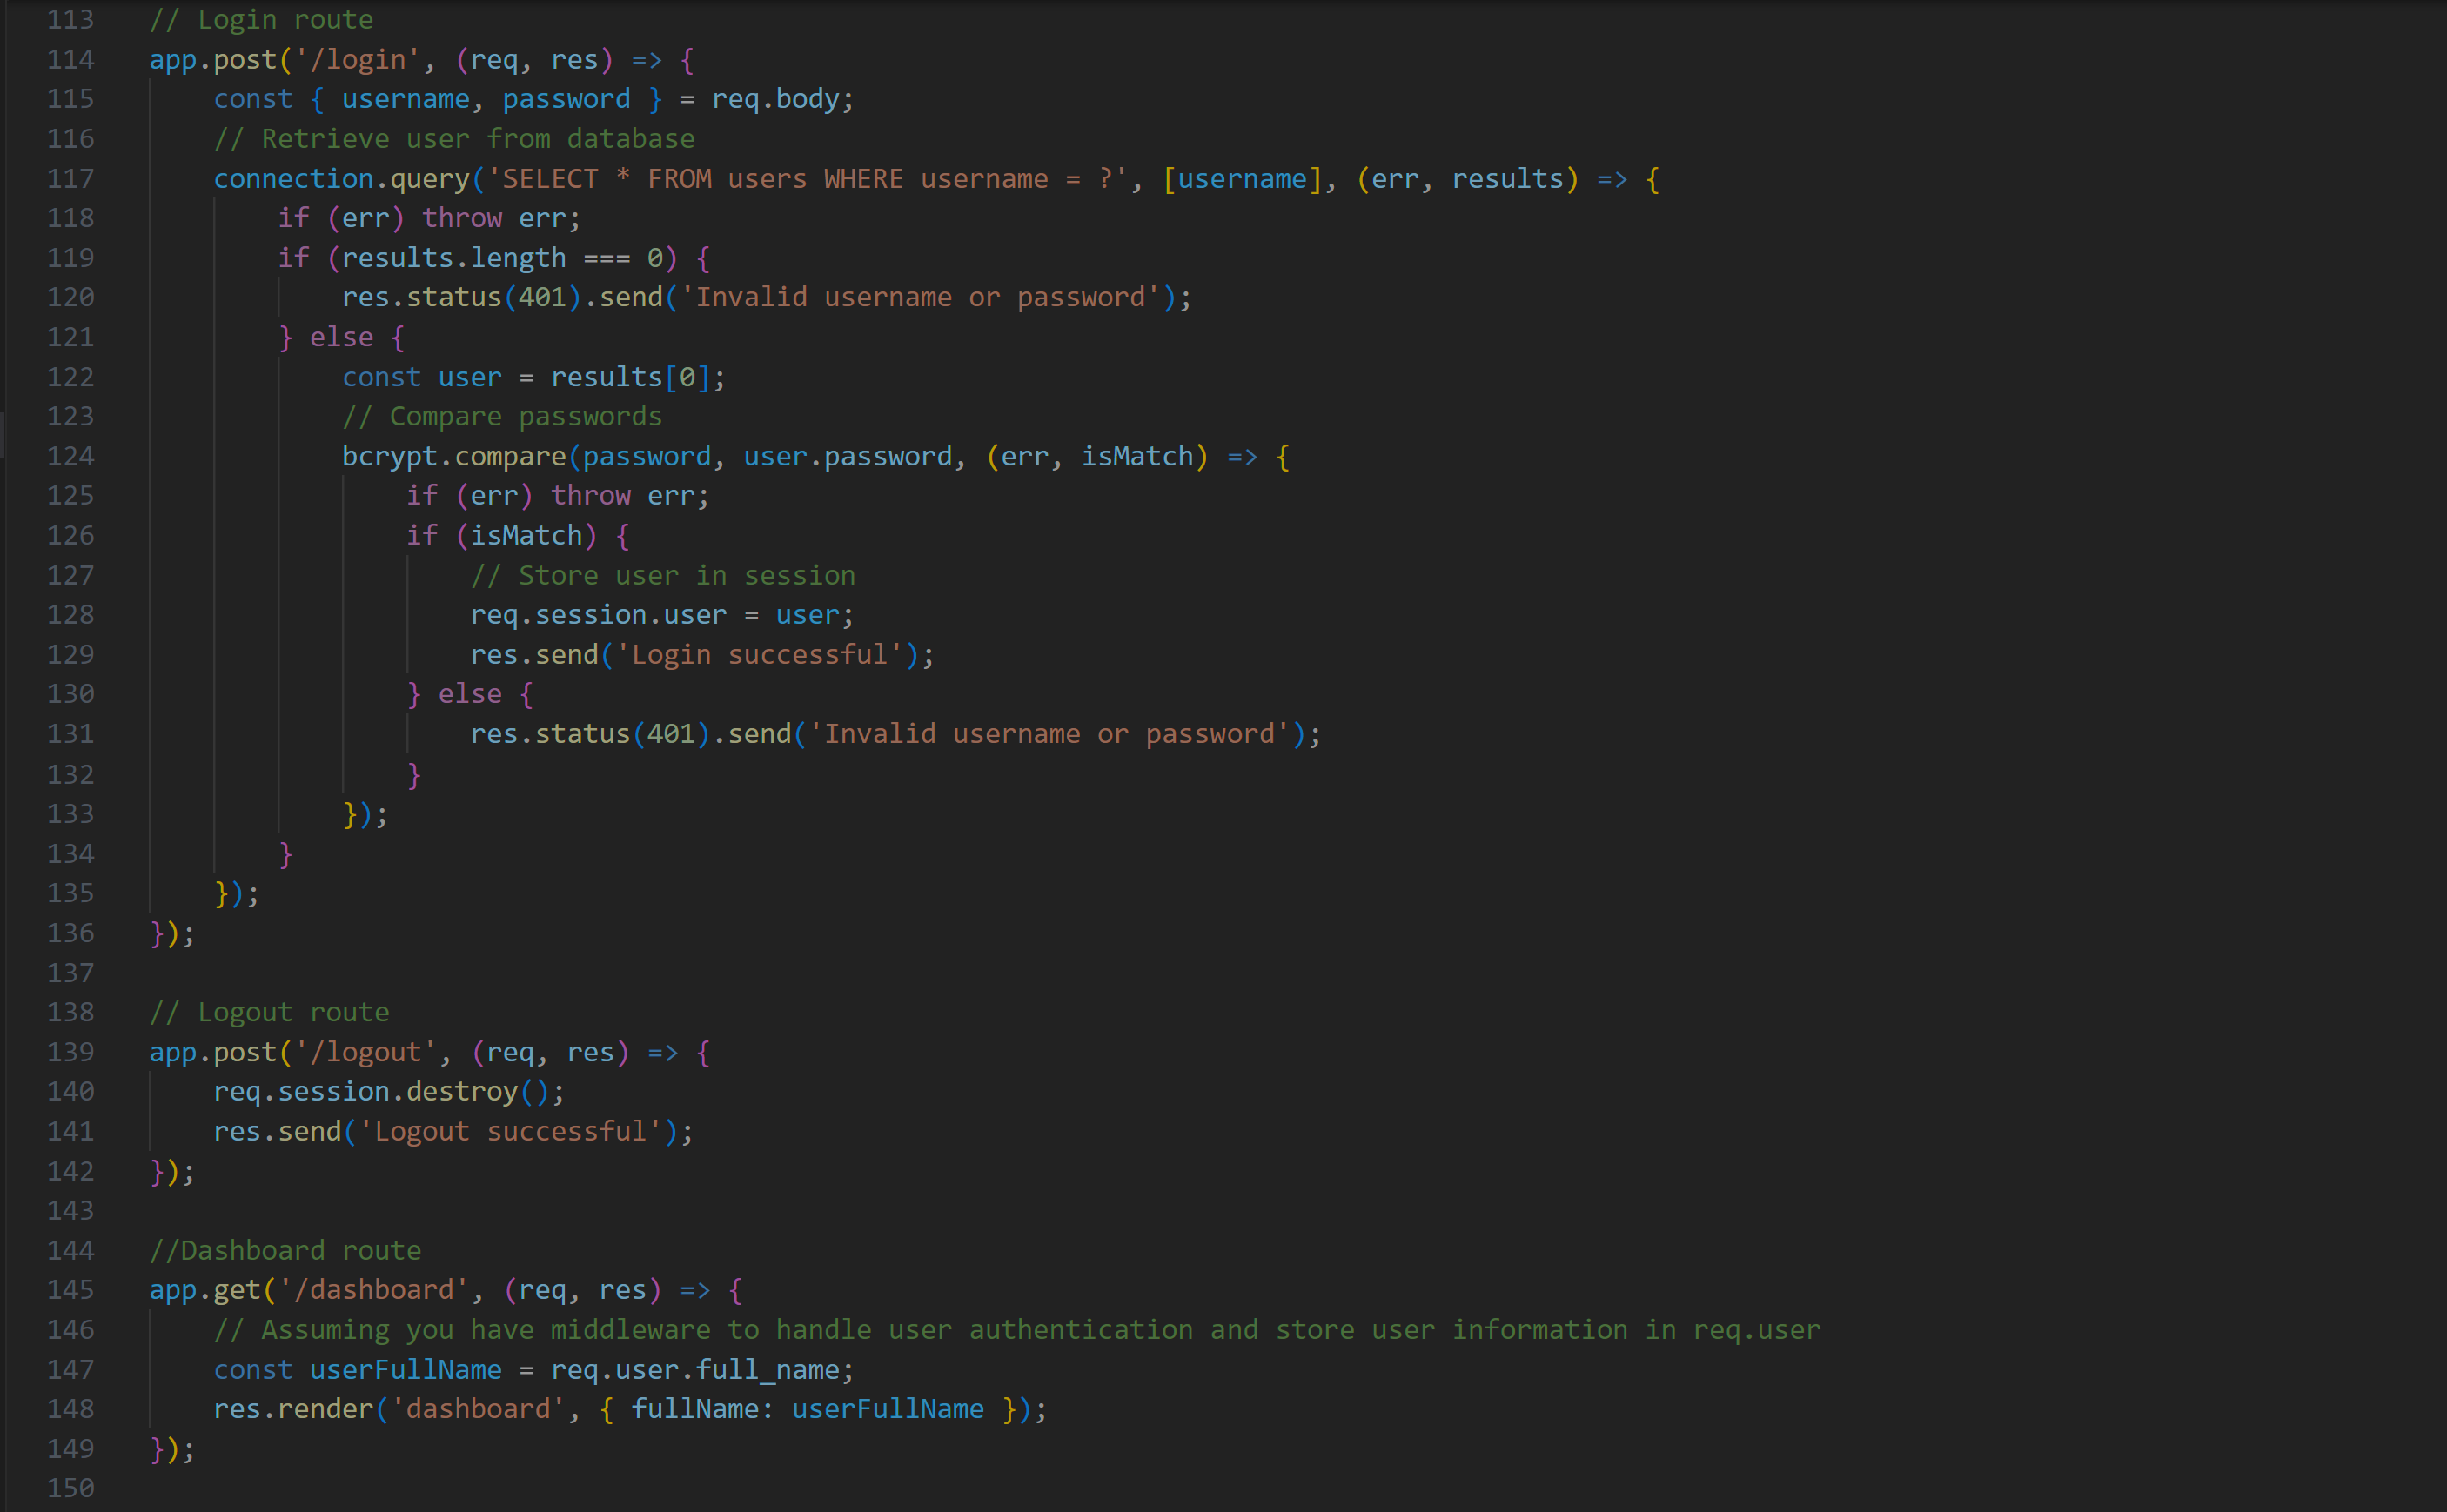 113 // Login route
114 app.post('/login', (req, res) => {
115     const { username, password } = req.body;
116     // Retrieve user from database
117     connection.query('SELECT * FROM users WHERE username = ?', [username], (err, results) => {
118         if (err) throw err;
119         if (results.length === 0) {
120             res.status(401).send('Invalid username or password');
121         } else {
122             const user = results[0];
123             // Compare passwords
124             bcrypt.compare(password, user.password, (err, isMatch) => {
125                 if (err) throw err;
126                 if (isMatch) {
127                     // Store user in session
128                     req.session.user = user;
129                     res.send('Login successful');
130                 } else {
131                     res.status(401).send('Invalid username or password');
132                 }
133             });
134         }
135     });
136 });
137
138 // Logout route
139 app.post('/logout', (req, res) => {
140     req.session.destroy();
141     res.send('Logout successful');
142 });
143
144 //Dashboard route
145 app.get('/dashboard', (req, res) => {
146     // Assuming you have middleware to handle user authentication and store user information in req.user
147     const userFullName = req.user.full_name;
148     res.render('dashboard', { fullName: userFullName });
149 });
150